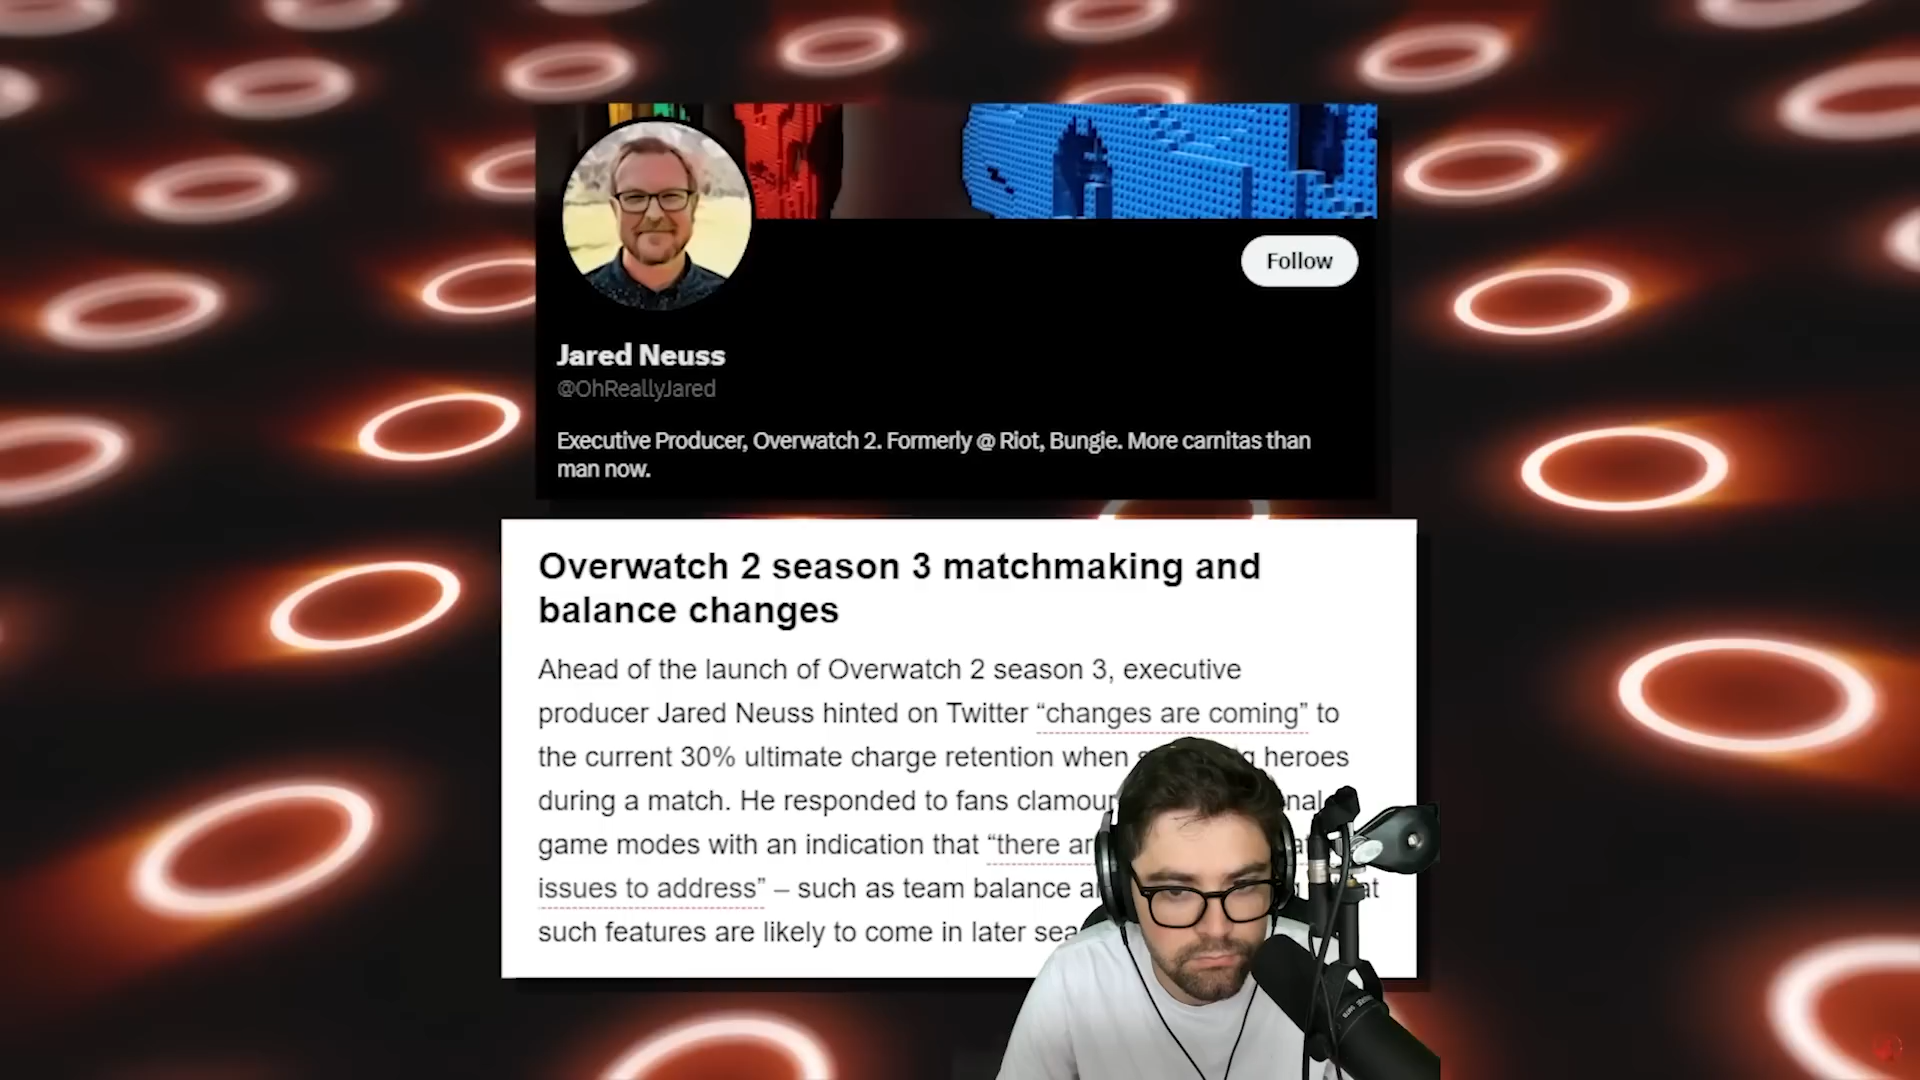 Follow
Jared Neuss
@OhReallyJared
Executive Producer, Overwatch 2. Formerly @ Riot, Bungie. More carnitas than
man now.
Overwatch 2 season 3 matchmaking and
balance changes
Ahead of the launch of Overwatch 2 season 3, executive
producer Jared Neuss hinted on Twitter “changes are coming” to
the current 30% ultimate charge retention when heroes
during a match. He responded to fans
game modes with an indication that “there
issues to address” – such as team balance
such features are likely to come in later